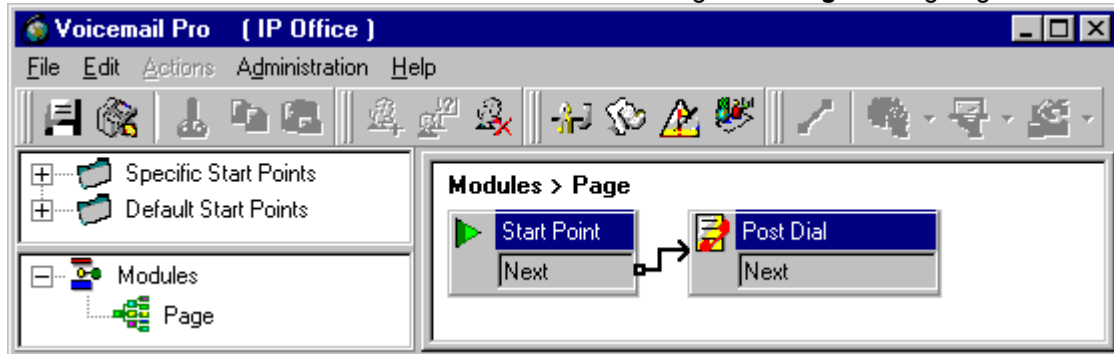 Voicemail Pro ( IP Office )
File Edit Actions Administration Help
Specific Start Points
Default Start Points
Modules
Page
Modules > Page
Start Point
Next
Post Dial
Next